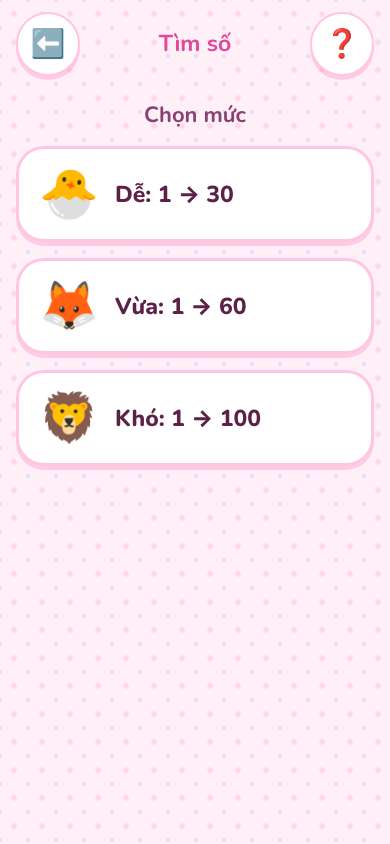 Tìm số
Chọn mức
Dễ: 1 → 30
Vừa: 1 → 60
Khó: 1 → 100